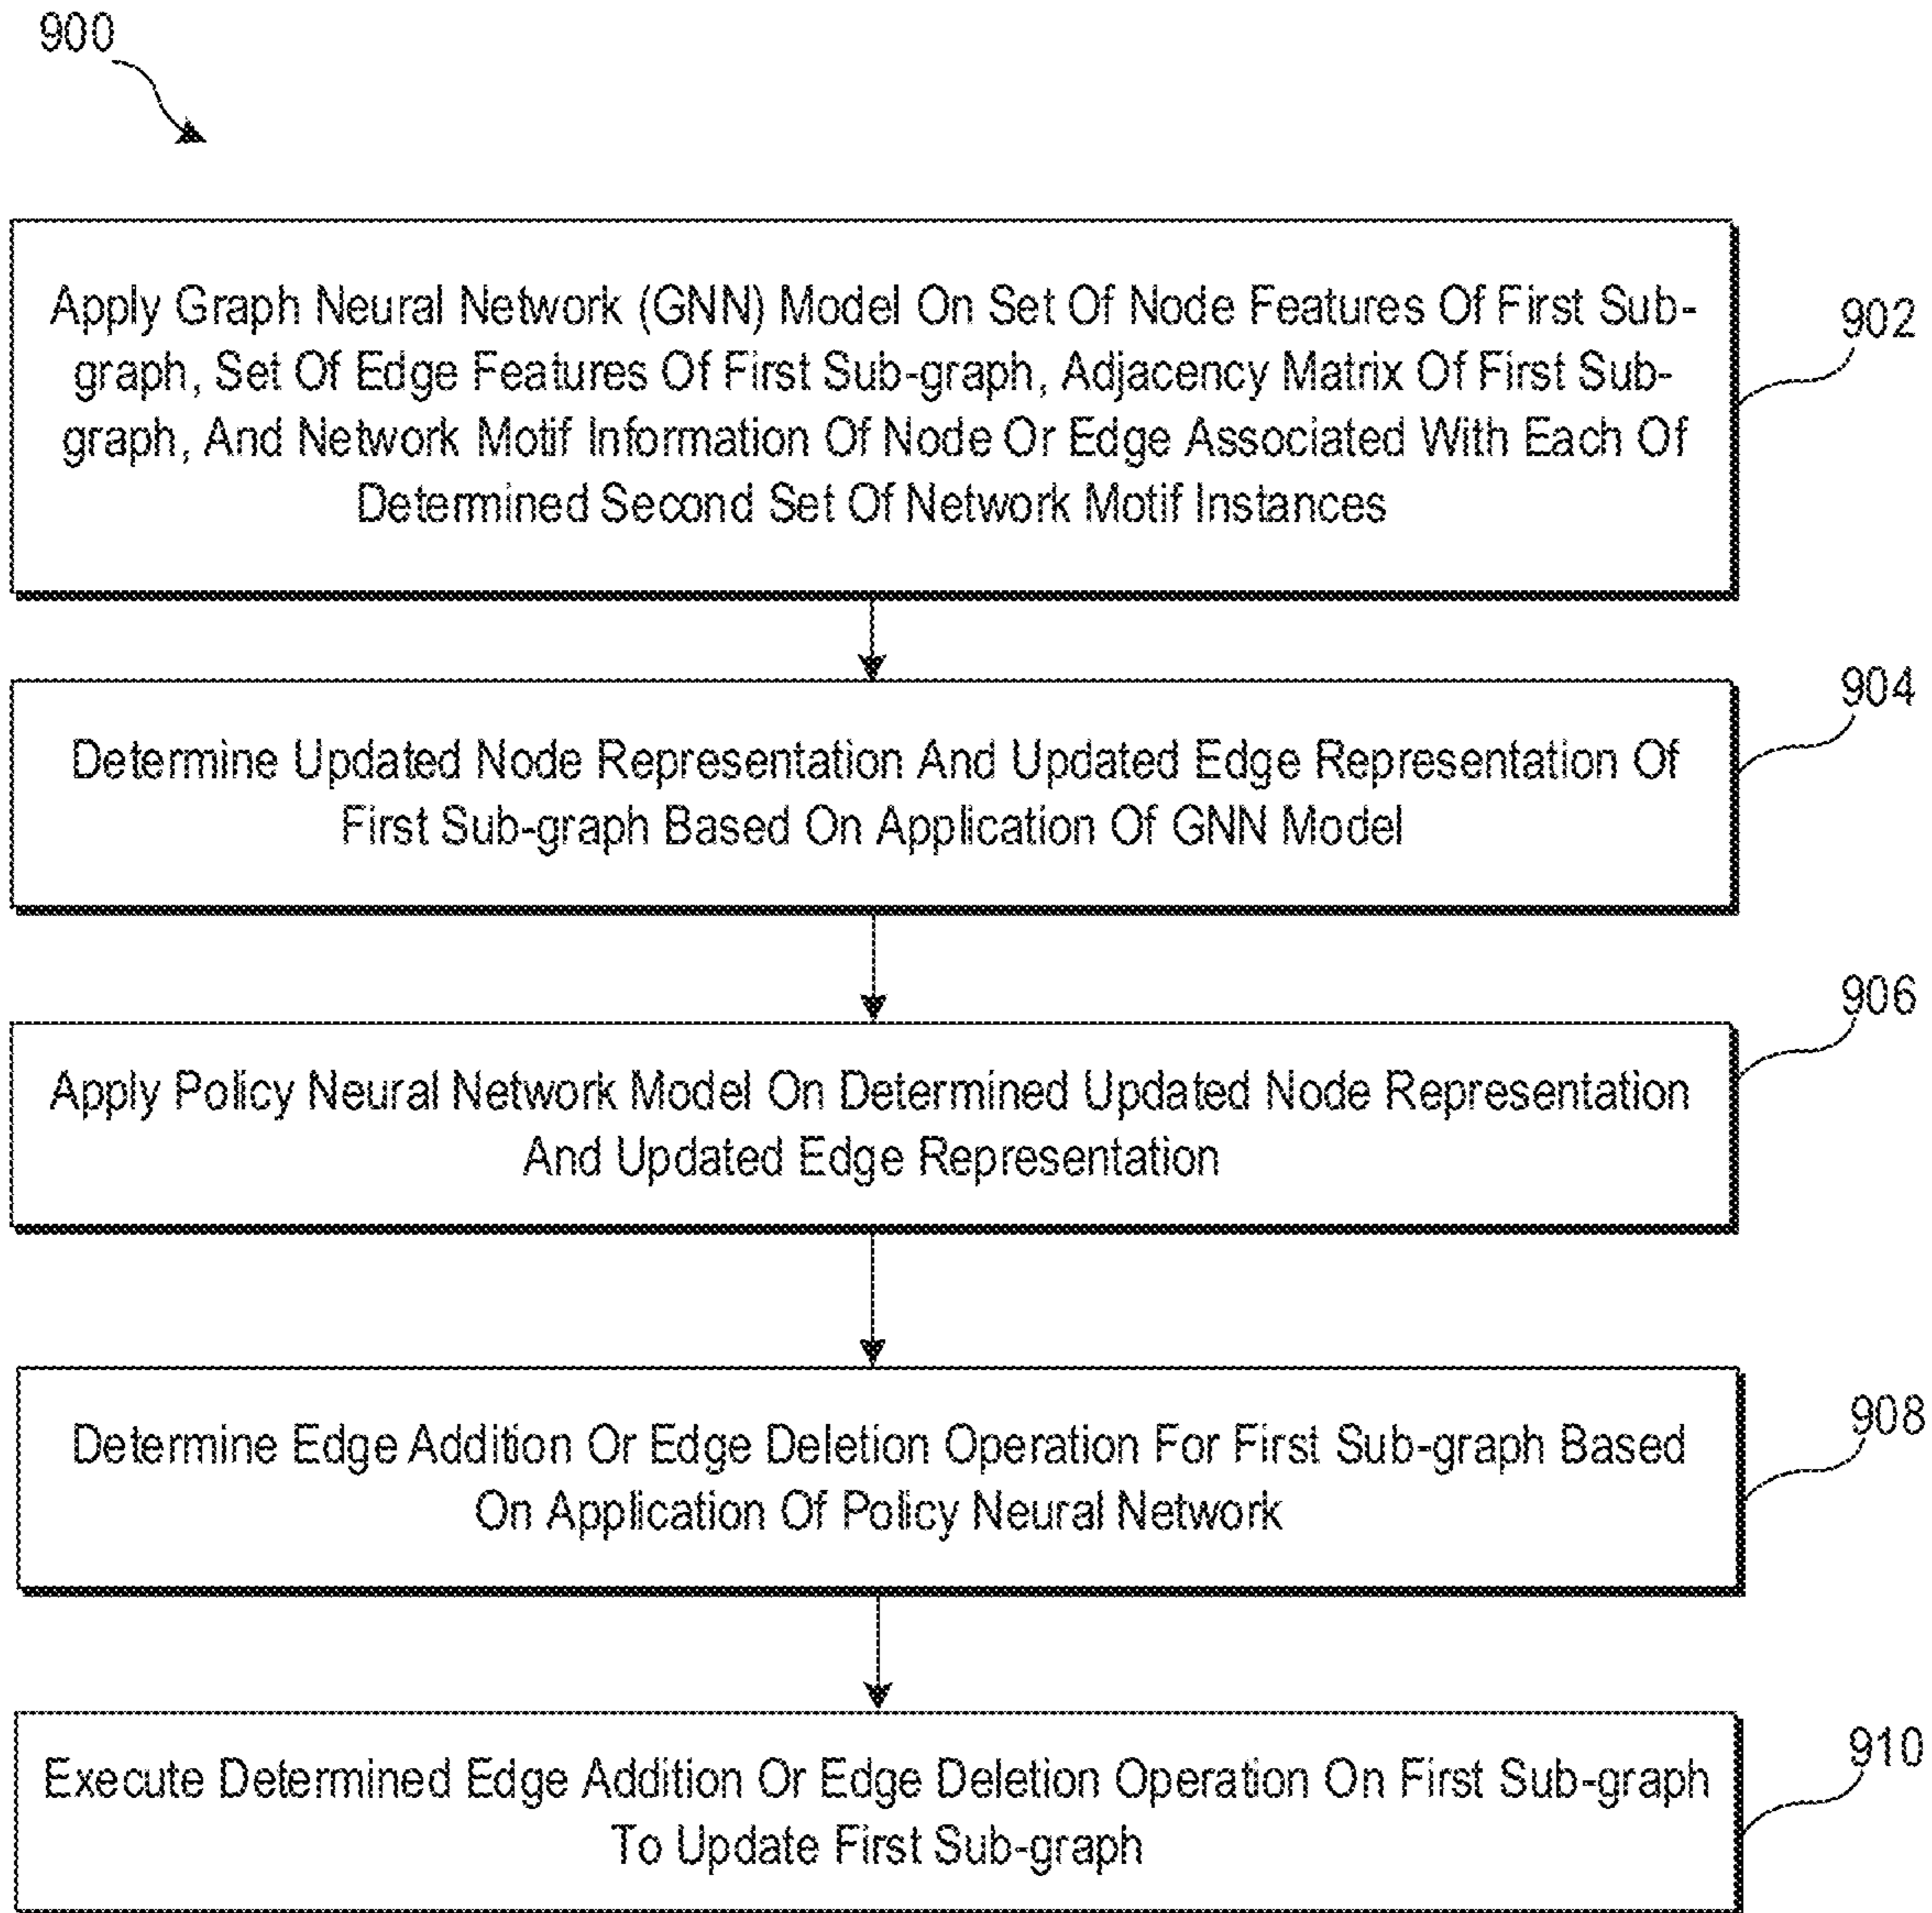 900
Apply Graph Neural Network (GNN) Model On Set Of Node Features Of First Sub-
graph, Set Of Edge Features Of First Sub-graph, Adjacency Matrix Of First Sub-
graph, And Network Motif Information Of Node Or Edge Associated With Each Of
Determined Second Set Of Network Motif Instances
902
Determine Updated Node Representation And Updated Edge Representation Of
First Sub-graph Based On Application Of GNN Model
904
Apply Policy Neural Network Model On Determined Updated Node Representation
And Updated Edge Representation
906
Determine Edge Addition Or Edge Deletion Operation For First Sub-graph Based
On Application Of Policy Neural Network
908
Execute Determined Edge Addition Or Edge Deletion Operation On First Sub-graph
To Update First Sub-graph
910